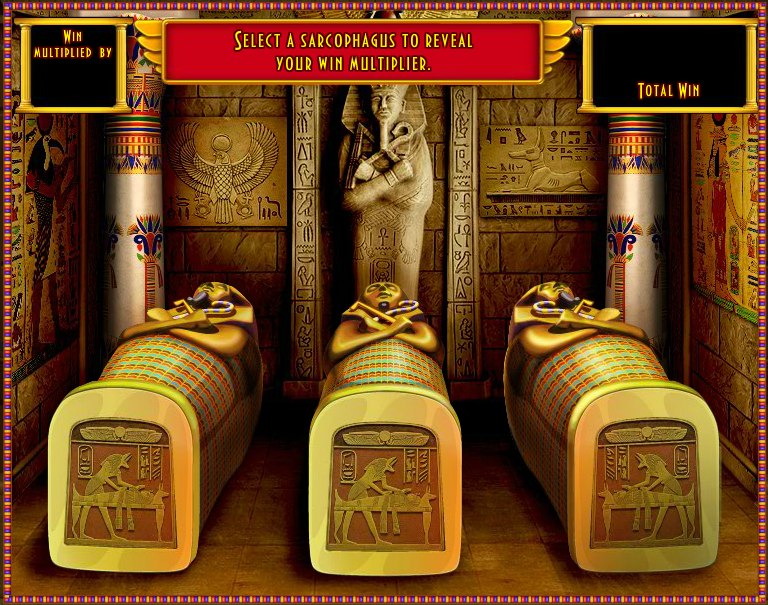 Win
multiplied by
Select a sarcophagus to reveal
your win multiplier.
Total Win